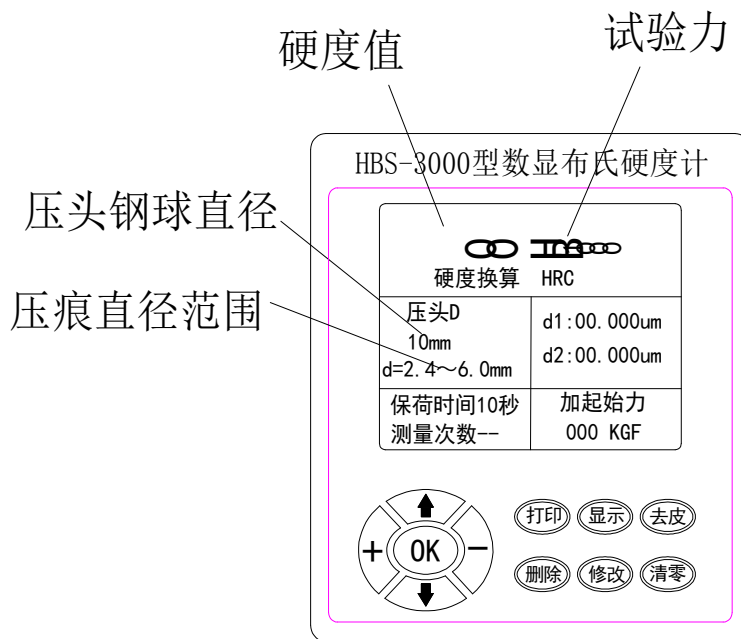 试验力
硬度值
HBS-3000型数显布氏硬度计
压头钢球直径
压痕直径范围
硬度换算 HRC
压头D
10mm
d=2.4～6.0mm
d1:00.000um
d2:00.000um
保荷时间10秒
测量次数--
加起始力
000 KGF
+ OK −
打印 显示 去皮
删除 修改 清零